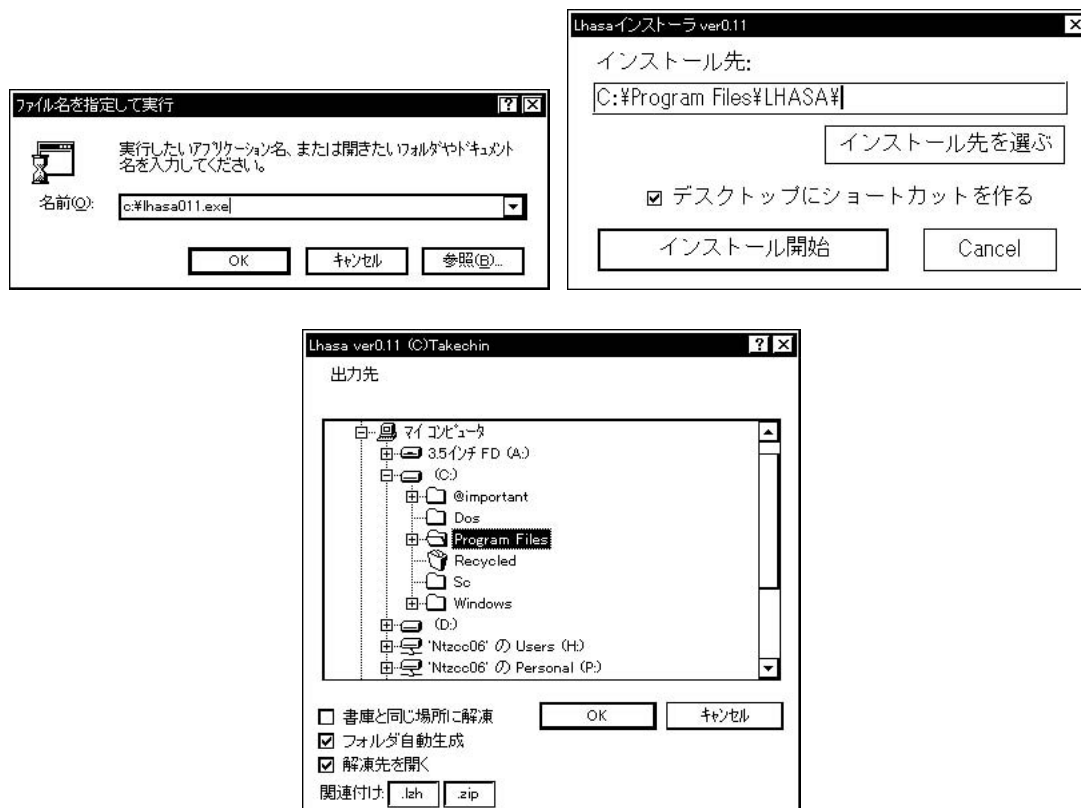 ファイル名を指定して実行
実行したいアプリケーション名、または開きたいフォルダやドキュメント
名を入力してください。
名前(O):
c:¥lhasa011.exe
OK
キャンセル
参照(B)...
Lhasaインストーラ ver0.11
インストール先:
C:¥Program Files¥LHASA¥
インストール先を選ぶ
デスクトップにショートカットを作る
インストール開始
Cancel
Lhasa ver0.11 (C)Takechin
出力先
マイ コンピュータ
3.5インチ FD (A:)
(C:)
@important
Dos
Program Files
Recycled
Sc
Windows
(D:)
'Ntzcc06' の Users (H:)
'Ntzcc06' の Personal (P:)
書庫と同じ場所に解凍
OK
キャンセル
フォルダ自動生成
解凍先を開く
関連付け: .lzh .zip